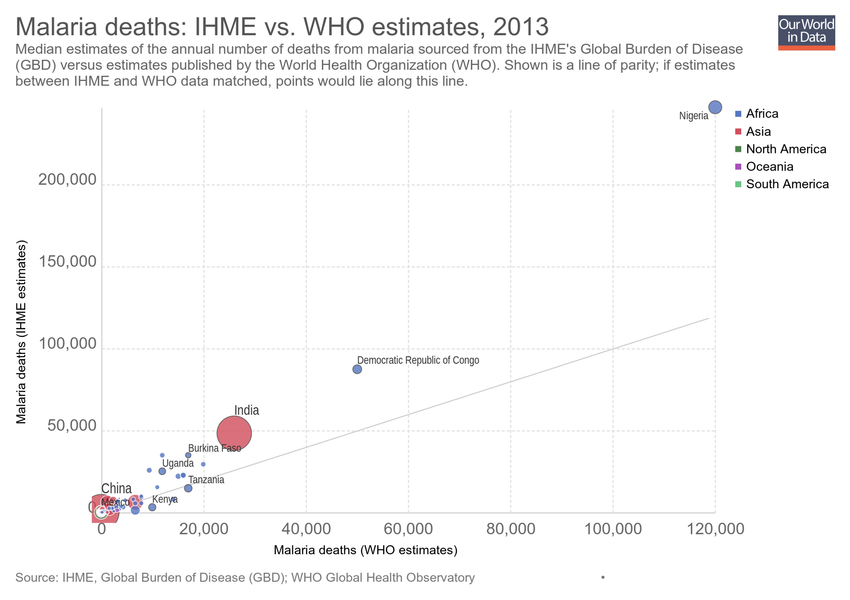 Malaria deaths: IHME vs. WHO estimates, 2013
Our World
in Data
Median estimates of the annual number of deaths from malaria sourced from the IHME's Global Burden of Disease
(GBD) versus estimates published by the World Health Organization (WHO). Shown is a line of parity; if estimates
between IHME and WHO data matched, points would lie along this line.
Nigeria
Africa
Asia
North America
Oceania
South America
200,000
150,000
100,000
50,000
0
Malaria deaths (IHME estimates)
Democratic Republic of Congo
India
Burkina Faso
Uganda
Tanzania
China
Mexico
Kenya
0
20,000
40,000
60,000
80,000
100,000
120,000
Malaria deaths (WHO estimates)
Source: IHME, Global Burden of Disease (GBD); WHO Global Health Observatory